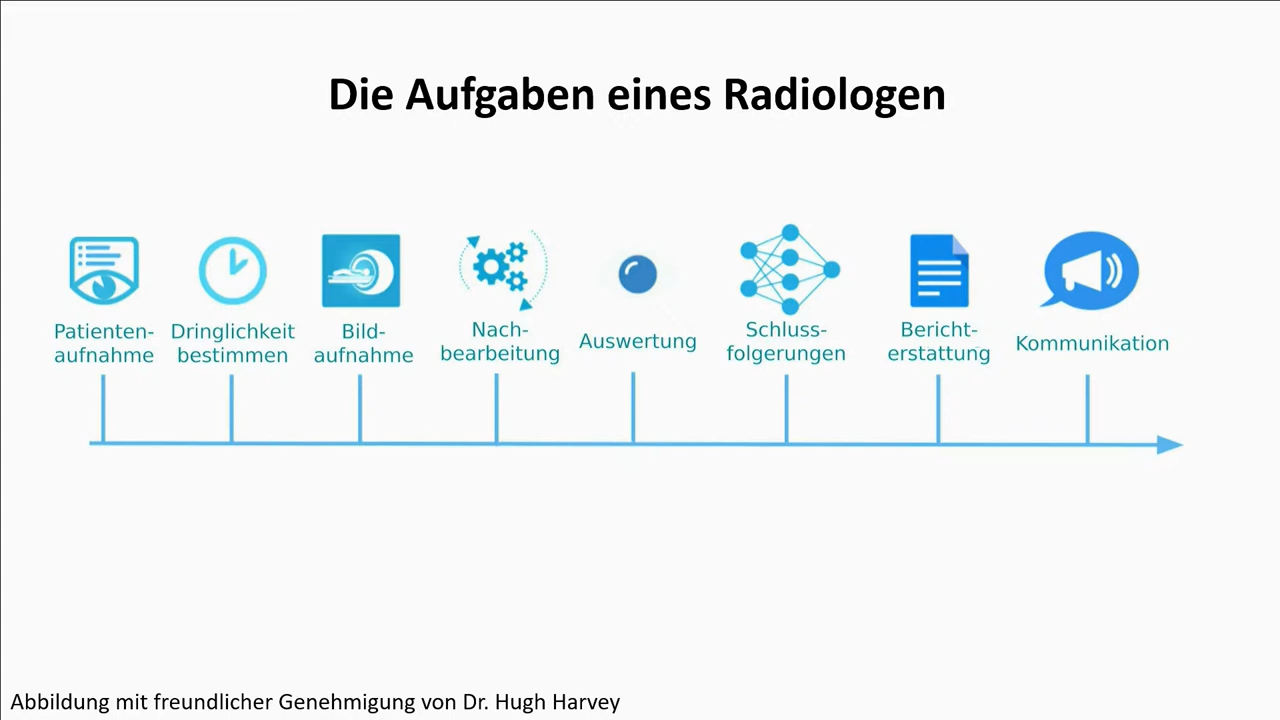 Die Aufgaben eines Radiologen
Patienten-
aufnahme
Dringlichkeit
bestimmen
Bild-
aufnahme
Nach-
bearbeitung
Auswertung
Schluss-
folgerungen
Bericht-
erstattung
Kommunikation
Abbildung mit freundlicher Genehmigung von Dr. Hugh Harvey